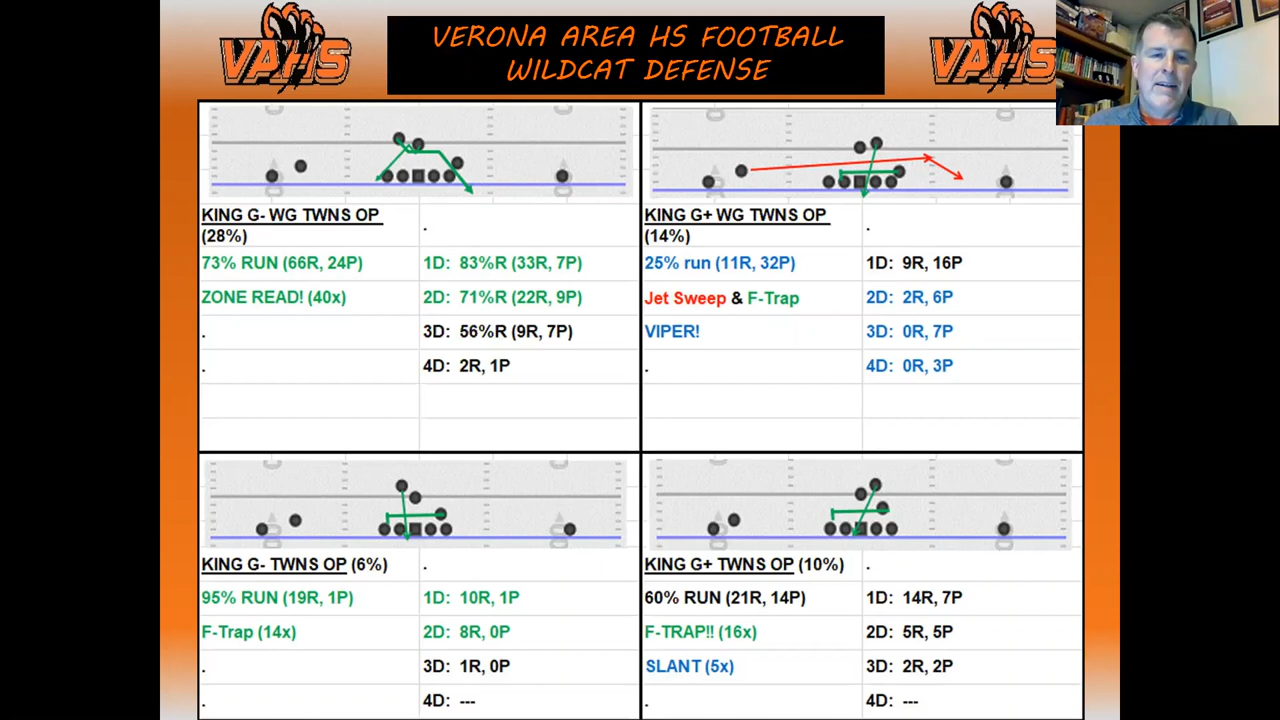 VAHS
VERONA AREA HS FOOTBALL
WILDCAT DEFENSE
VAHS
KING G- WG TWNS OP
(28%)
.
73% RUN (66R, 24P)
1D: 83%R (33R, 7P)
ZONE READ! (40x)
2D: 71%R (22R, 9P)
.
3D: 56%R (9R, 7P)
.
4D: 2R, 1P
KING G+ WG TWNS OP
(14%)
.
25% run (11R, 32P)
1D: 9R, 16P
Jet Sweep & F-Trap
2D: 2R, 6P
VIPER!
3D: 0R, 7P
.
4D: 0R, 3P
KING G- TWNS OP (6%)
.
95% RUN (19R, 1P)
1D: 10R, 1P
F-Trap (14x)
2D: 8R, 0P
.
3D: 1R, 0P
.
4D: ---
KING G+ TWNS OP (10%)
.
60% RUN (21R, 14P)
1D: 14R, 7P
F-TRAP!! (16x)
2D: 5R, 5P
SLANT (5x)
3D: 2R, 2P
.
4D: ---